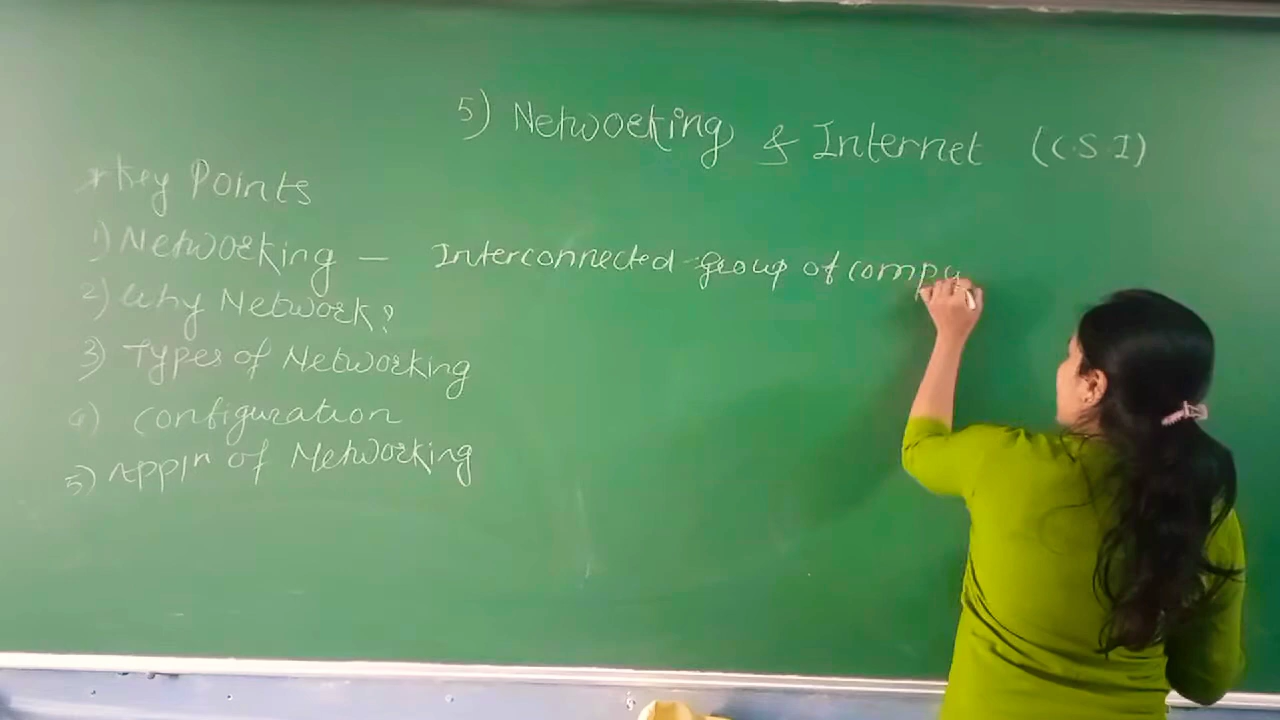 5) Networking & Internet (C.S.I)
*Key Points
1) Networking — Interconnected group of compu
2) Why Network?
3) Types of Networking
4) Configuration
5) Appln of Networking